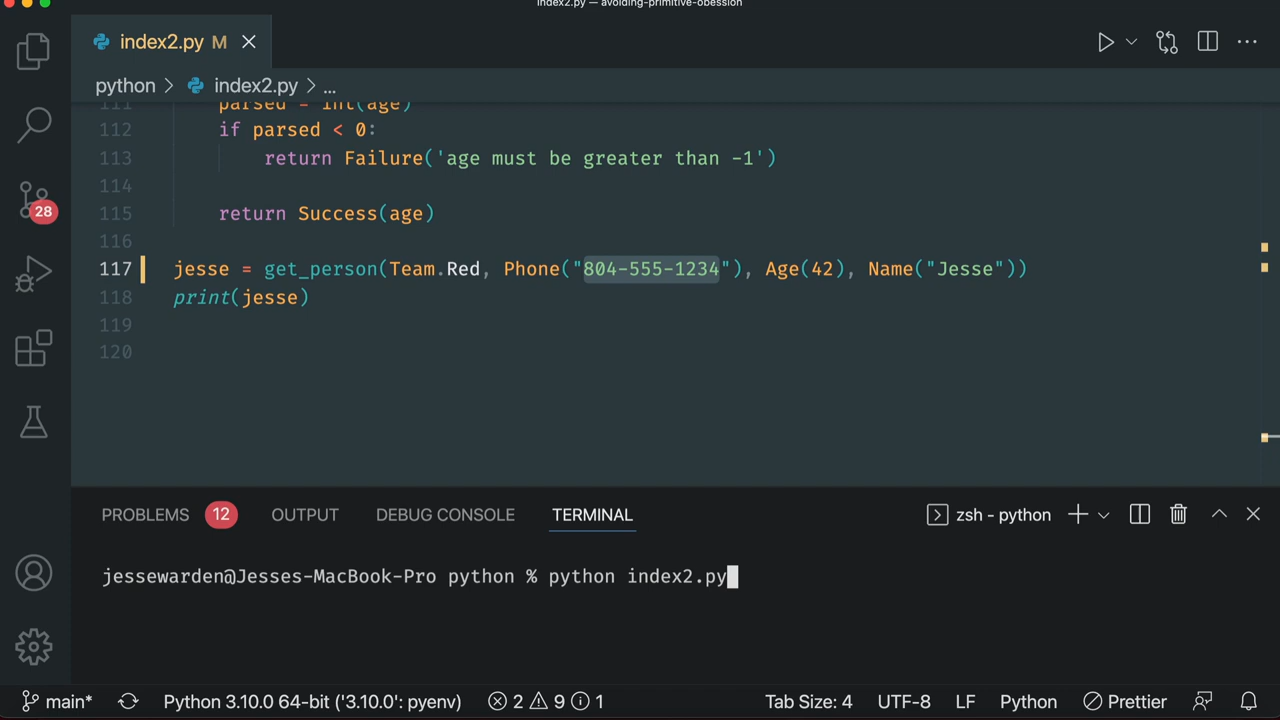 index2.py — avoiding-primitive-obession
index2.py M
python > index2.py > ...
111 parsed = int(age)
112 if parsed < 0:
113 return Failure('age must be greater than -1')
114
115 return Success(age)
116
117 jesse = get_person(Team.Red, Phone("804-555-1234"), Age(42), Name("Jesse"))
118 print(jesse)
119
120
28
PROBLEMS 12 OUTPUT DEBUG CONSOLE TERMINAL zsh - python
jessewarden@Jesses-MacBook-Pro python % python index2.py
main* Python 3.10.0 64-bit ('3.10.0': pyenv) 2 9 1 Tab Size: 4 UTF-8 LF Python Prettier